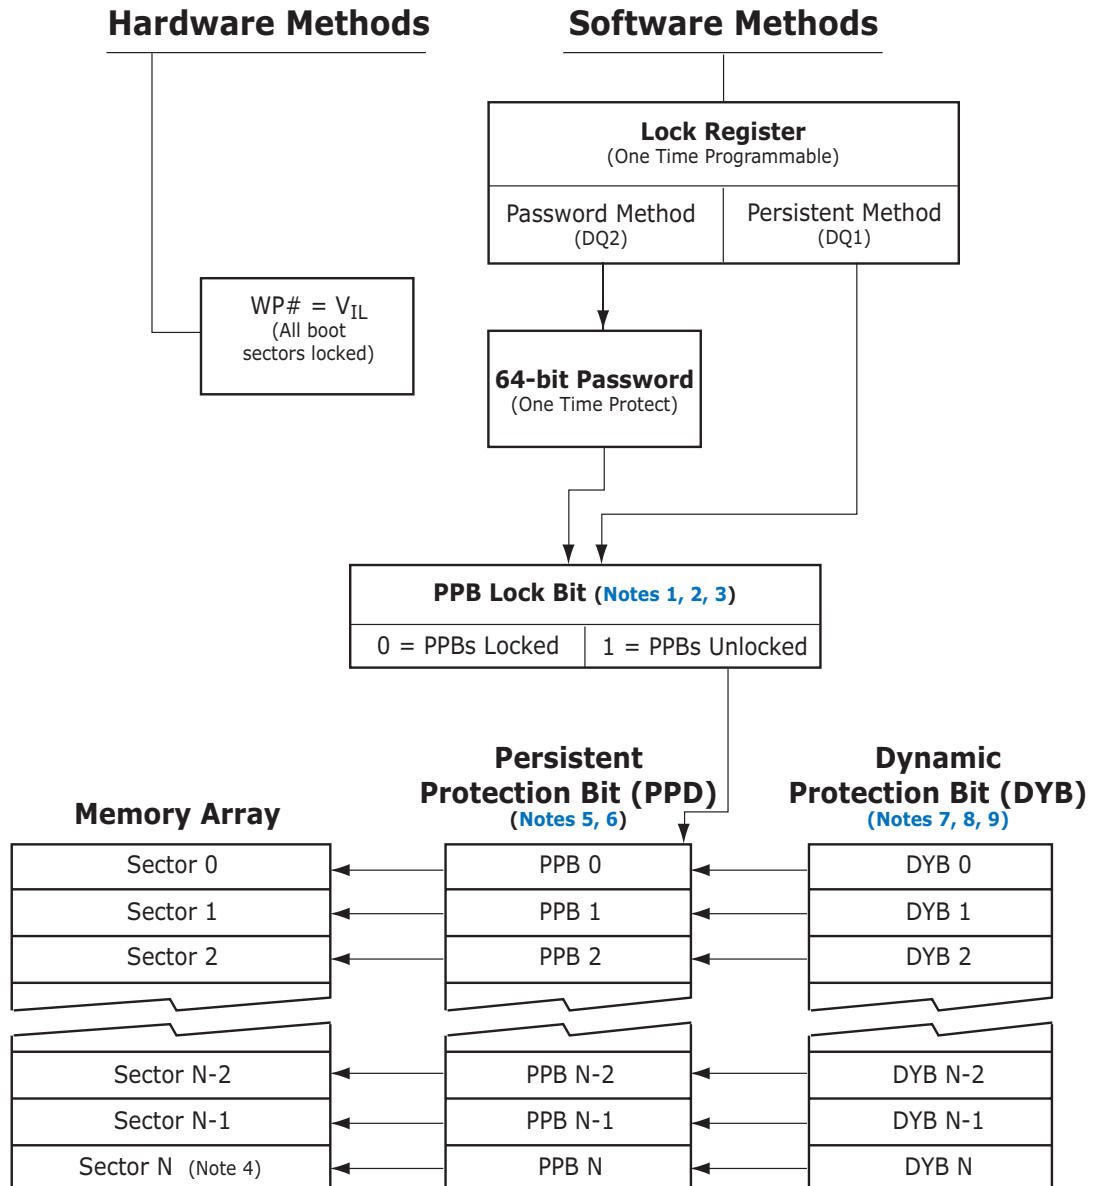 Hardware Methods
Software Methods
Lock Register
(One Time Programmable)
Password Method
(DQ2)
Persistent Method
(DQ1)
WP# = VIL
(All boot
sectors locked)
64-bit Password
(One Time Protect)
PPB Lock Bit (Notes 1, 2, 3)
0 = PPBs Locked
1 = PPBs Unlocked
Memory Array
Persistent
Protection Bit (PPD)
(Notes 5, 6)
Dynamic
Protection Bit (DYB)
(Notes 7, 8, 9)
Sector 0
PPB 0
DYB 0
Sector 1
PPB 1
DYB 1
Sector 2
PPB 2
DYB 2
Sector N-2
PPB N-2
DYB N-2
Sector N-1
PPB N-1
DYB N-1
Sector N (Note 4)
PPB N
DYB N